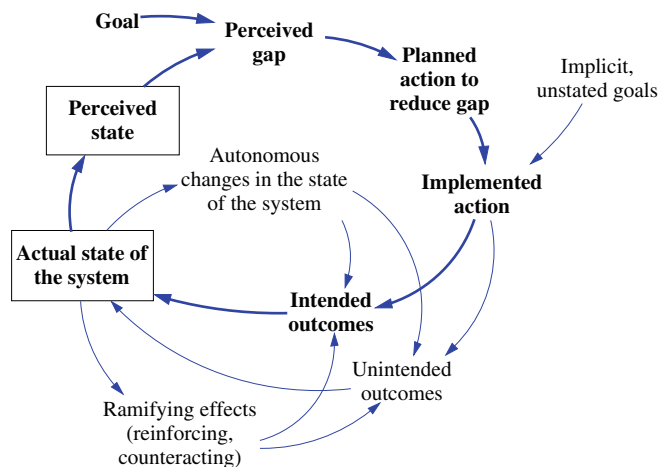 Goal
Perceived
gap
Planned
action to
reduce gap
Implicit,
unstated goals
Perceived
state
Autonomous
changes in the state
of the system
Implemented
action
Actual state of
the system
Intended
outcomes
Unintended
outcomes
Ramifying effects
(reinforcing,
counteracting)